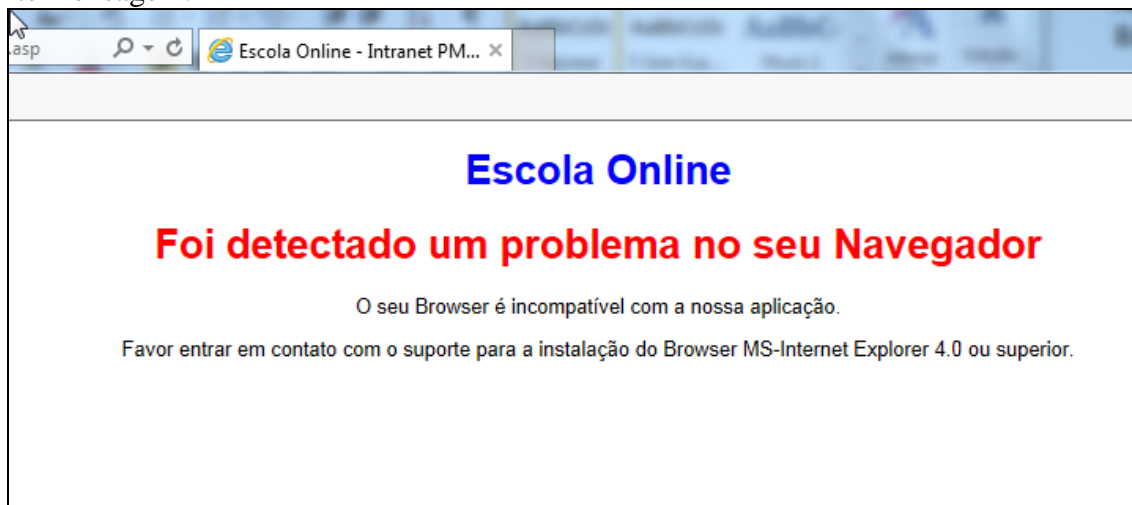 .asp
Escola Online - Intranet PM...
Escola Online
Foi detectado um problema no seu Navegador
O seu Browser é incompatível com a nossa aplicação.
Favor entrar em contato com o suporte para a instalação do Browser MS-Internet Explorer 4.0 ou superior.